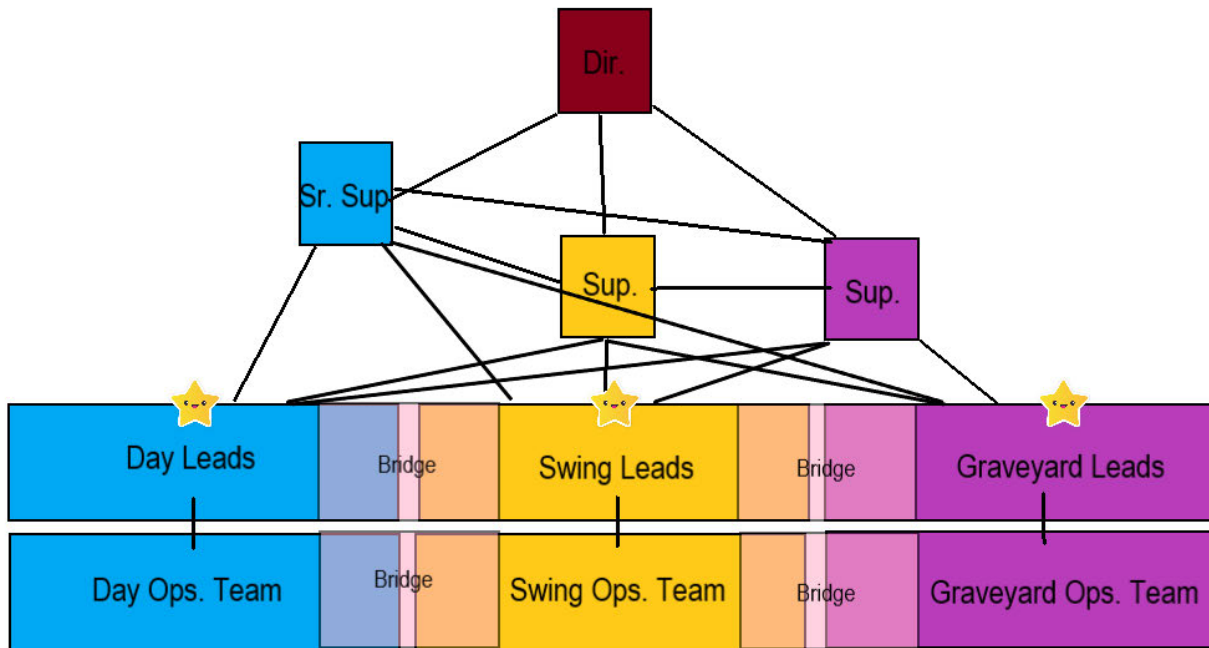 Dir.
Sr. Sup
Sup.
Sup.
Day Leads
Bridge
Swing Leads
Bridge
Graveyard Leads
Day Ops. Team
Bridge
Swing Ops. Team
Bridge
Graveyard Ops. Team